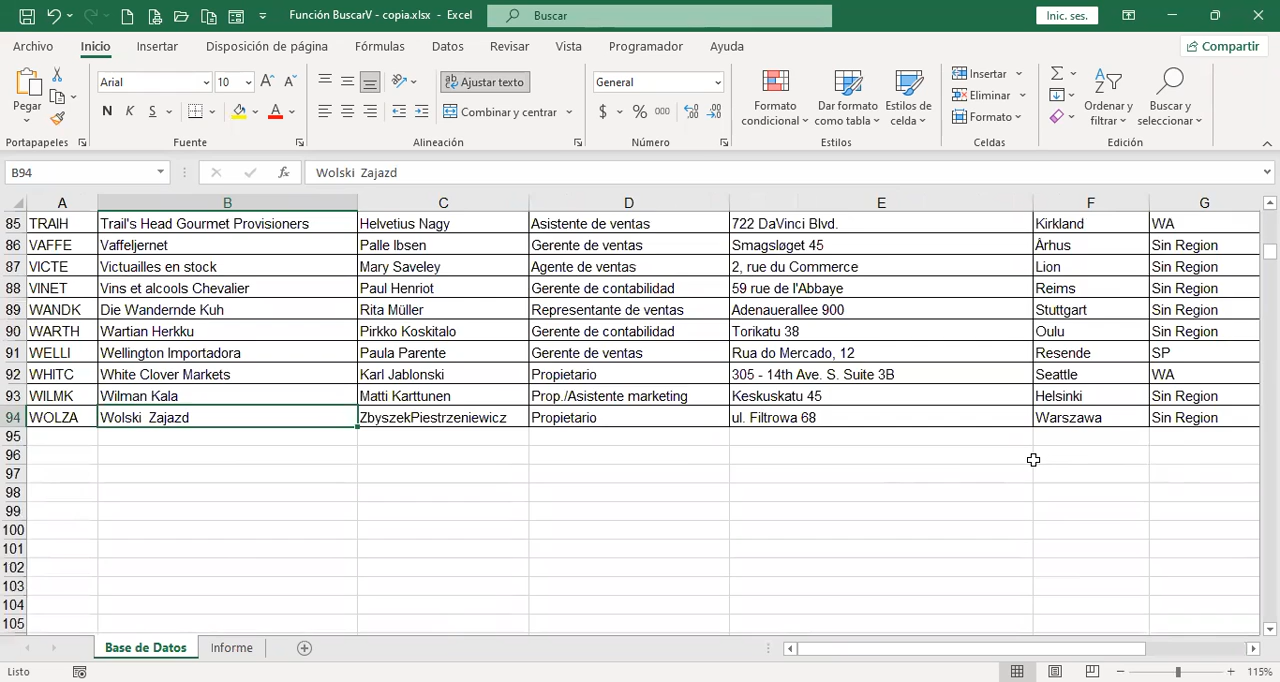 Función BuscarV - copia.xlsx - Excel
Buscar
Inic. ses.
Archivo Inicio Insertar Disposición de página Fórmulas Datos Revisar Vista Programador Ayuda
Compartir
Pegar
Portapapeles
Arial 10
N K S
Fuente
Ajustar texto
Combinar y centrar
Alineación
General
$ % 000
Número
Formato condicional
Dar formato como tabla
Estilos de celda
Estilos
Insertar
Eliminar
Formato
Celdas
Ordenar y filtrar
Buscar y seleccionar
Edición
B94 fx Wolski  Zajazd
A B C D E F G
85 TRAIH Trail's Head Gourmet Provisioners Helvetius Nagy Asistente de ventas 722 DaVinci Blvd. Kirkland WA
86 VAFFE Vaffeljernet Palle Ibsen Gerente de ventas Smagsløget 45 Århus Sin Region
87 VICTE Victuailles en stock Mary Saveley Agente de ventas 2, rue du Commerce Lion Sin Region
88 VINET Vins et alcools Chevalier Paul Henriot Gerente de contabilidad 59 rue de l'Abbaye Reims Sin Region
89 WANDK Die Wandernde Kuh Rita Müller Representante de ventas Adenauerallee 900 Stuttgart Sin Region
90 WARTH Wartian Herkku Pirkko Koskitalo Gerente de contabilidad Torikatu 38 Oulu Sin Region
91 WELLI Wellington Importadora Paula Parente Gerente de ventas Rua do Mercado, 12 Resende SP
92 WHITC White Clover Markets Karl Jablonski Propietario 305 - 14th Ave. S. Suite 3B Seattle WA
93 WILMK Wilman Kala Matti Karttunen Prop./Asistente marketing Keskuskatu 45 Helsinki Sin Region
94 WOLZA Wolski  Zajazd ZbyszekPiestrzeniewicz Propietario ul. Filtrowa 68 Warszawa Sin Region
95
96
97
98
99
100
101
102
103
104
105
Base de Datos Informe
Listo 115%